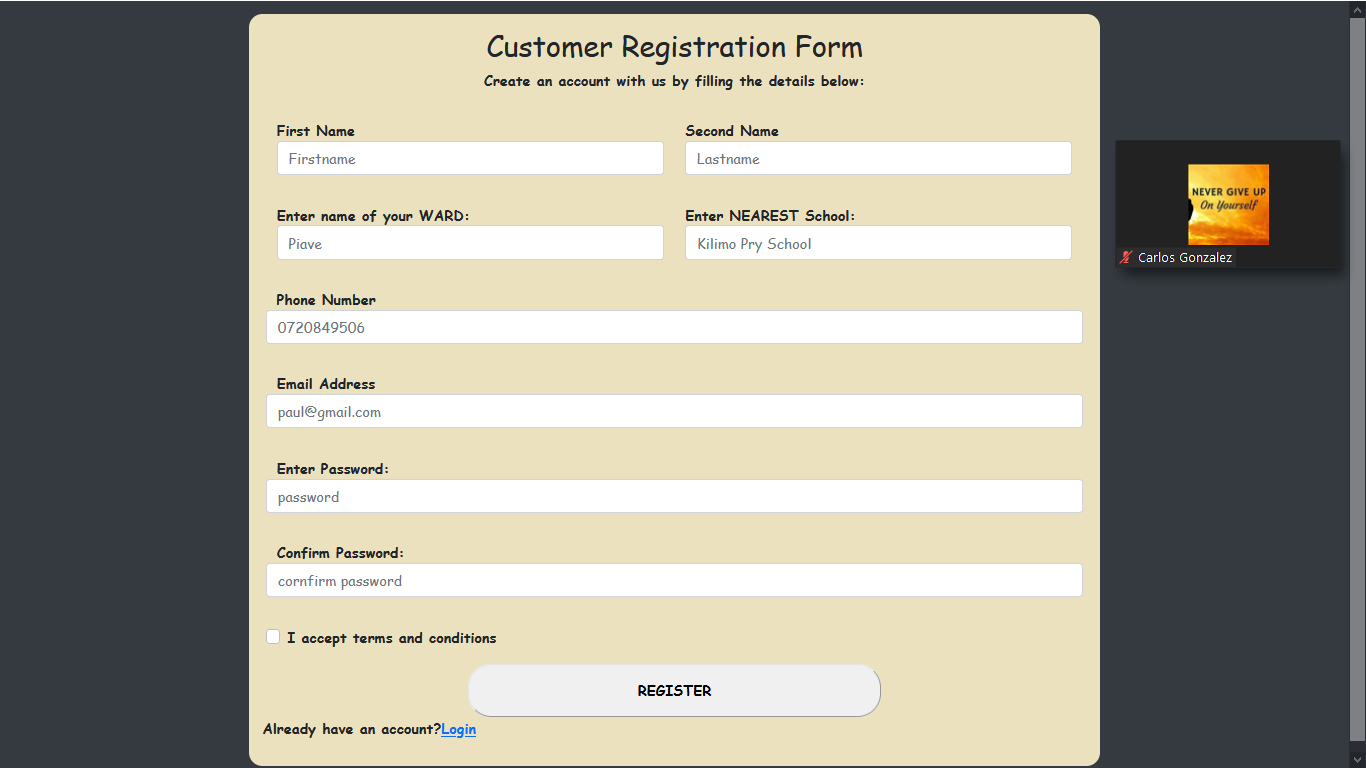 Customer Registration Form
Create an account with us by filling the details below:
First Name
Second Name
Firstname
Lastname
Enter name of your WARD:
Enter NEAREST School:
Piave
Kilimo Pry School
Phone Number
0720849506
Email Address
paul@gmail.com
Enter Password:
password
Confirm Password:
cornfirm password
I accept terms and conditions
REGISTER
Already have an account?Login
NEVER GIVE UP
On Yourself
Carlos Gonzalez